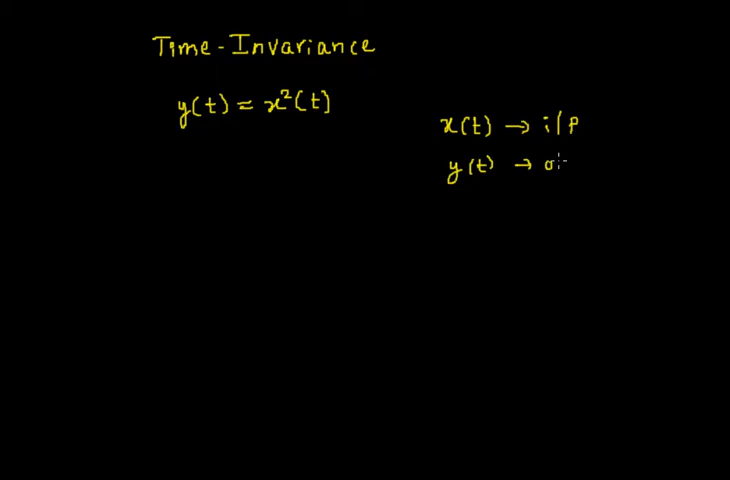 Time-Invariance
y(t) = x²(t)
x(t) → i/p
y(t) → o